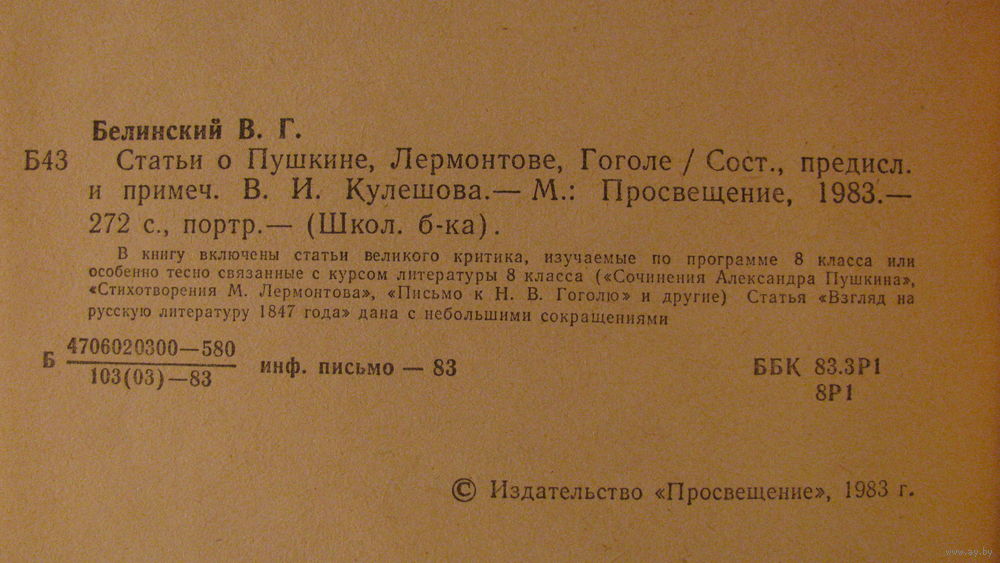 Белинский В. Г.
Б43 Статьи о Пушкине, Лермонтове, Гоголе / Сост., предисл.
и примеч. В. И. Кулешова.— М.: Просвещение, 1983.—
272 с., портр.— (Школ. б-ка).
В книгу включены статьи великого критика, изучаемые по программе 8 класса или
особенно тесно связанные с курсом литературы 8 класса («Сочинения Александра Пушкина»,
«Стихотворения М. Лермонтова», «Письмо к Н. В. Гоголю» и другие) Статья «Взгляд на
русскую литературу 1847 года» дана с небольшими сокращениями
Б 4706020300—580
103(03)—83
инф. письмо — 83
ББК 83.3Р1
8Р1
© Издательство «Просвещение», 1983 г.
www.ay.by